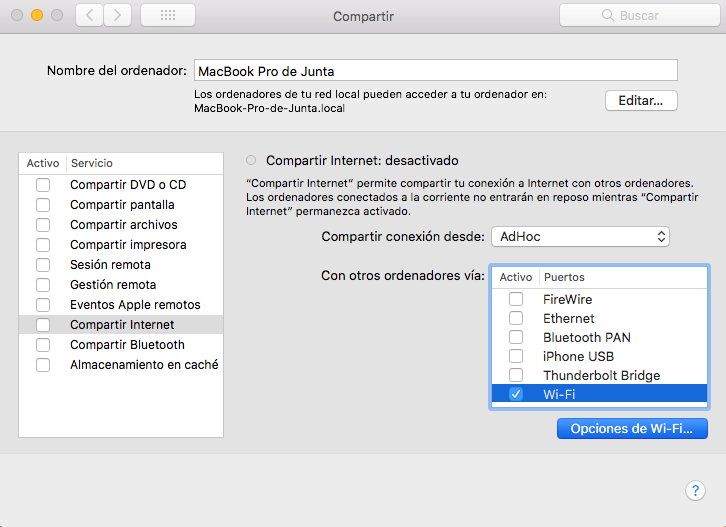 Compartir
Buscar
Nombre del ordenador:
MacBook Pro de Junta
Los ordenadores de tu red local pueden acceder a tu ordenador en:
MacBook-Pro-de-Junta.local
Editar...
Activo Servicio
Compartir DVD o CD
Compartir pantalla
Compartir archivos
Compartir impresora
Sesión remota
Gestión remota
Eventos Apple remotos
Compartir Internet
Compartir Bluetooth
Almacenamiento en caché
Compartir Internet: desactivado
“Compartir Internet” permite compartir tu conexión a Internet con otros ordenadores.
Los ordenadores conectados a la corriente no entrarán en reposo mientras “Compartir
Internet” permanezca activado.
Compartir conexión desde:
AdHoc
Con otros ordenadores vía:
Activo Puertos
FireWire
Ethernet
Bluetooth PAN
iPhone USB
Thunderbolt Bridge
Wi-Fi
Opciones de Wi-Fi...
?